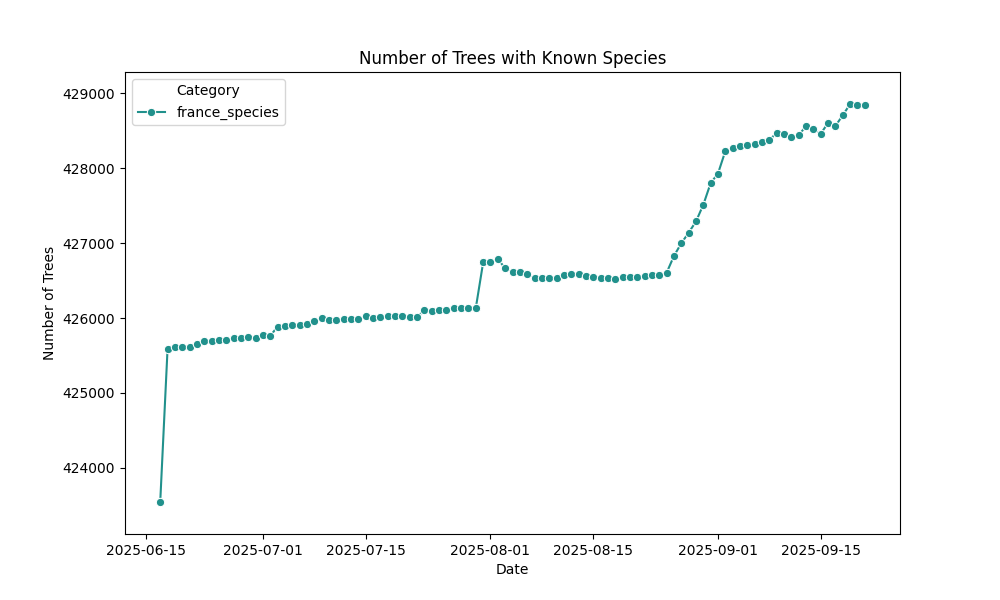 Number of Trees with Known Species
Category
france_species
429000
428000
427000
426000
425000
424000
Number of Trees
2025-06-15
2025-07-01
2025-07-15
2025-08-01
2025-08-15
2025-09-01
2025-09-15
Date